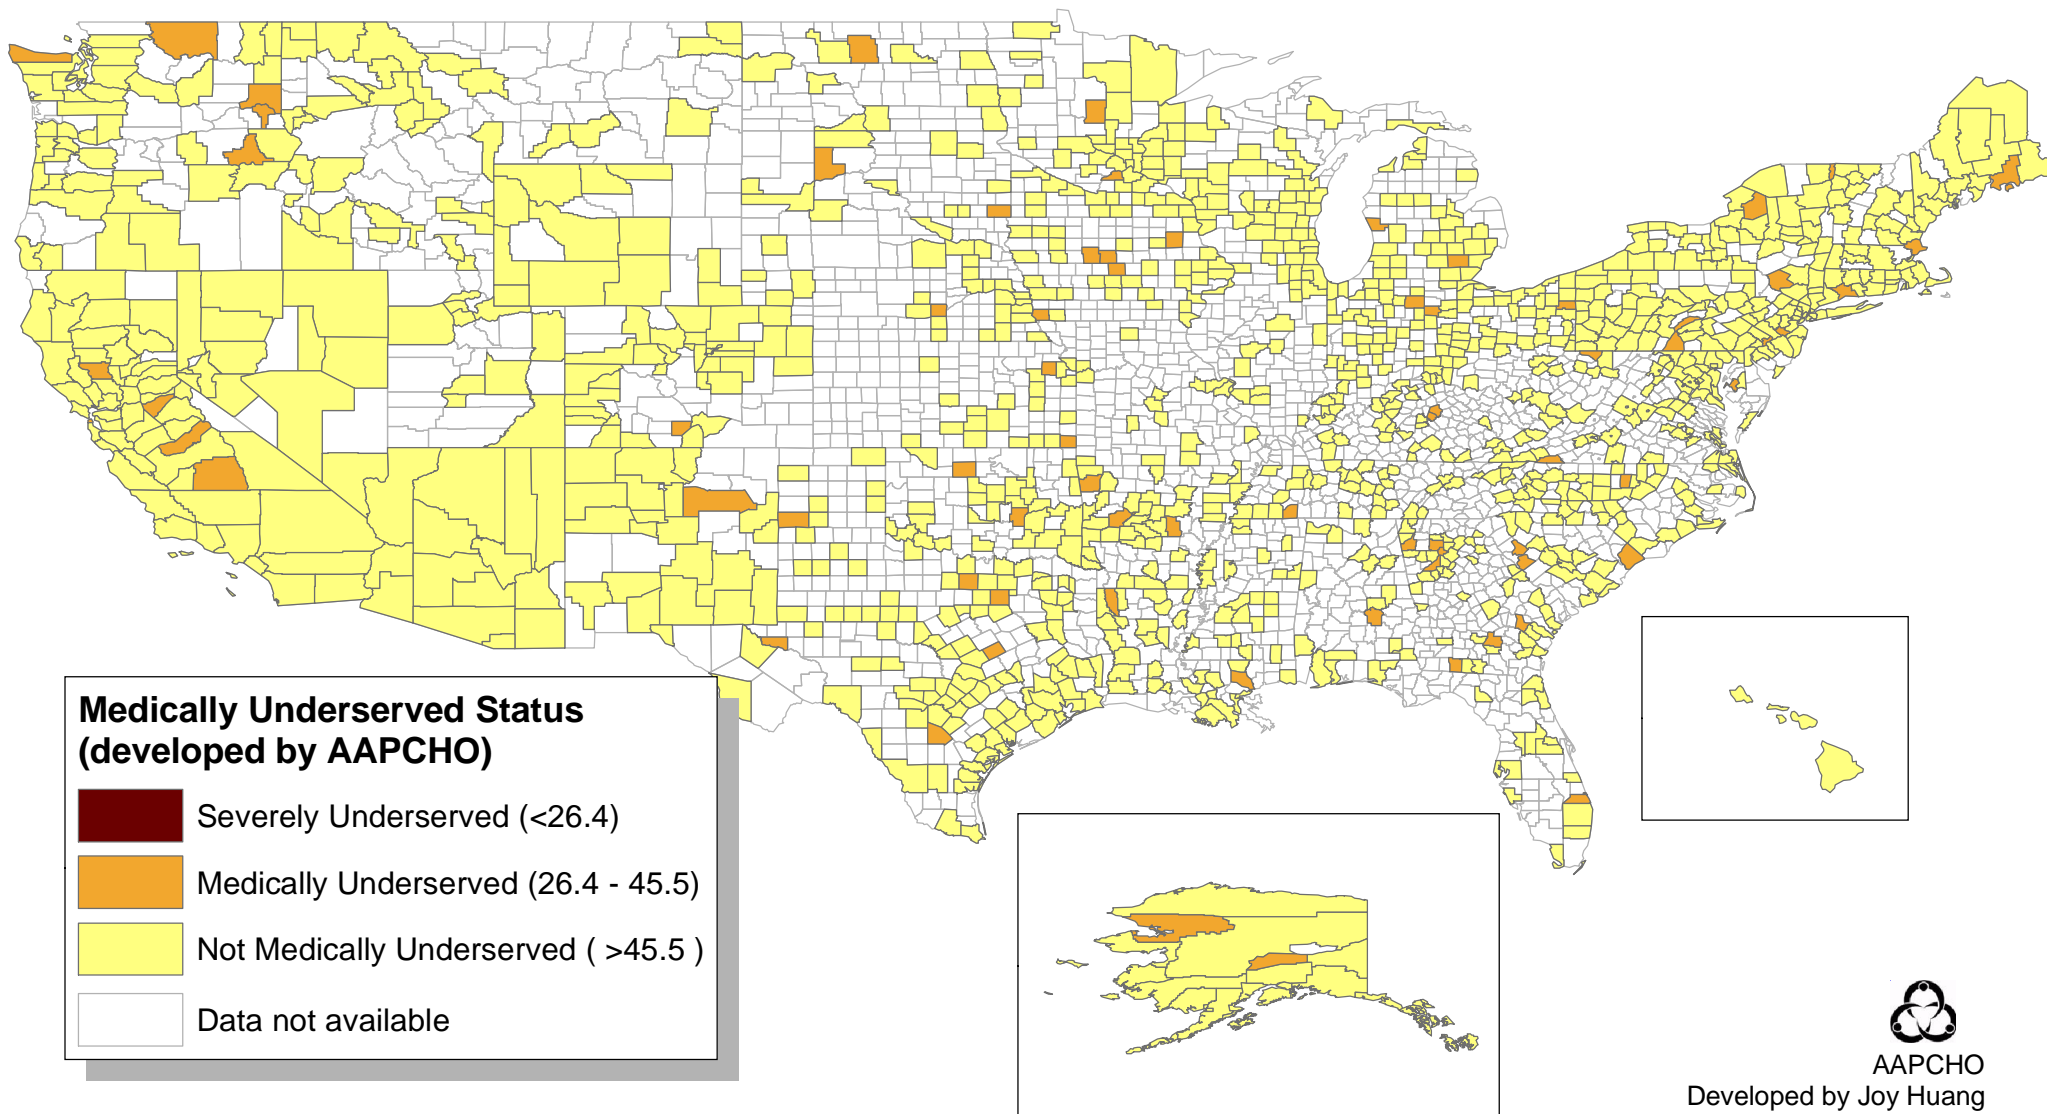 Medically Underserved Status
(developed by AAPCHO)
Severely Underserved (<26.4)
Medically Underserved (26.4 - 45.5)
Not Medically Underserved ( >45.5 )
Data not available
AAPCHO
Developed by Joy Huang